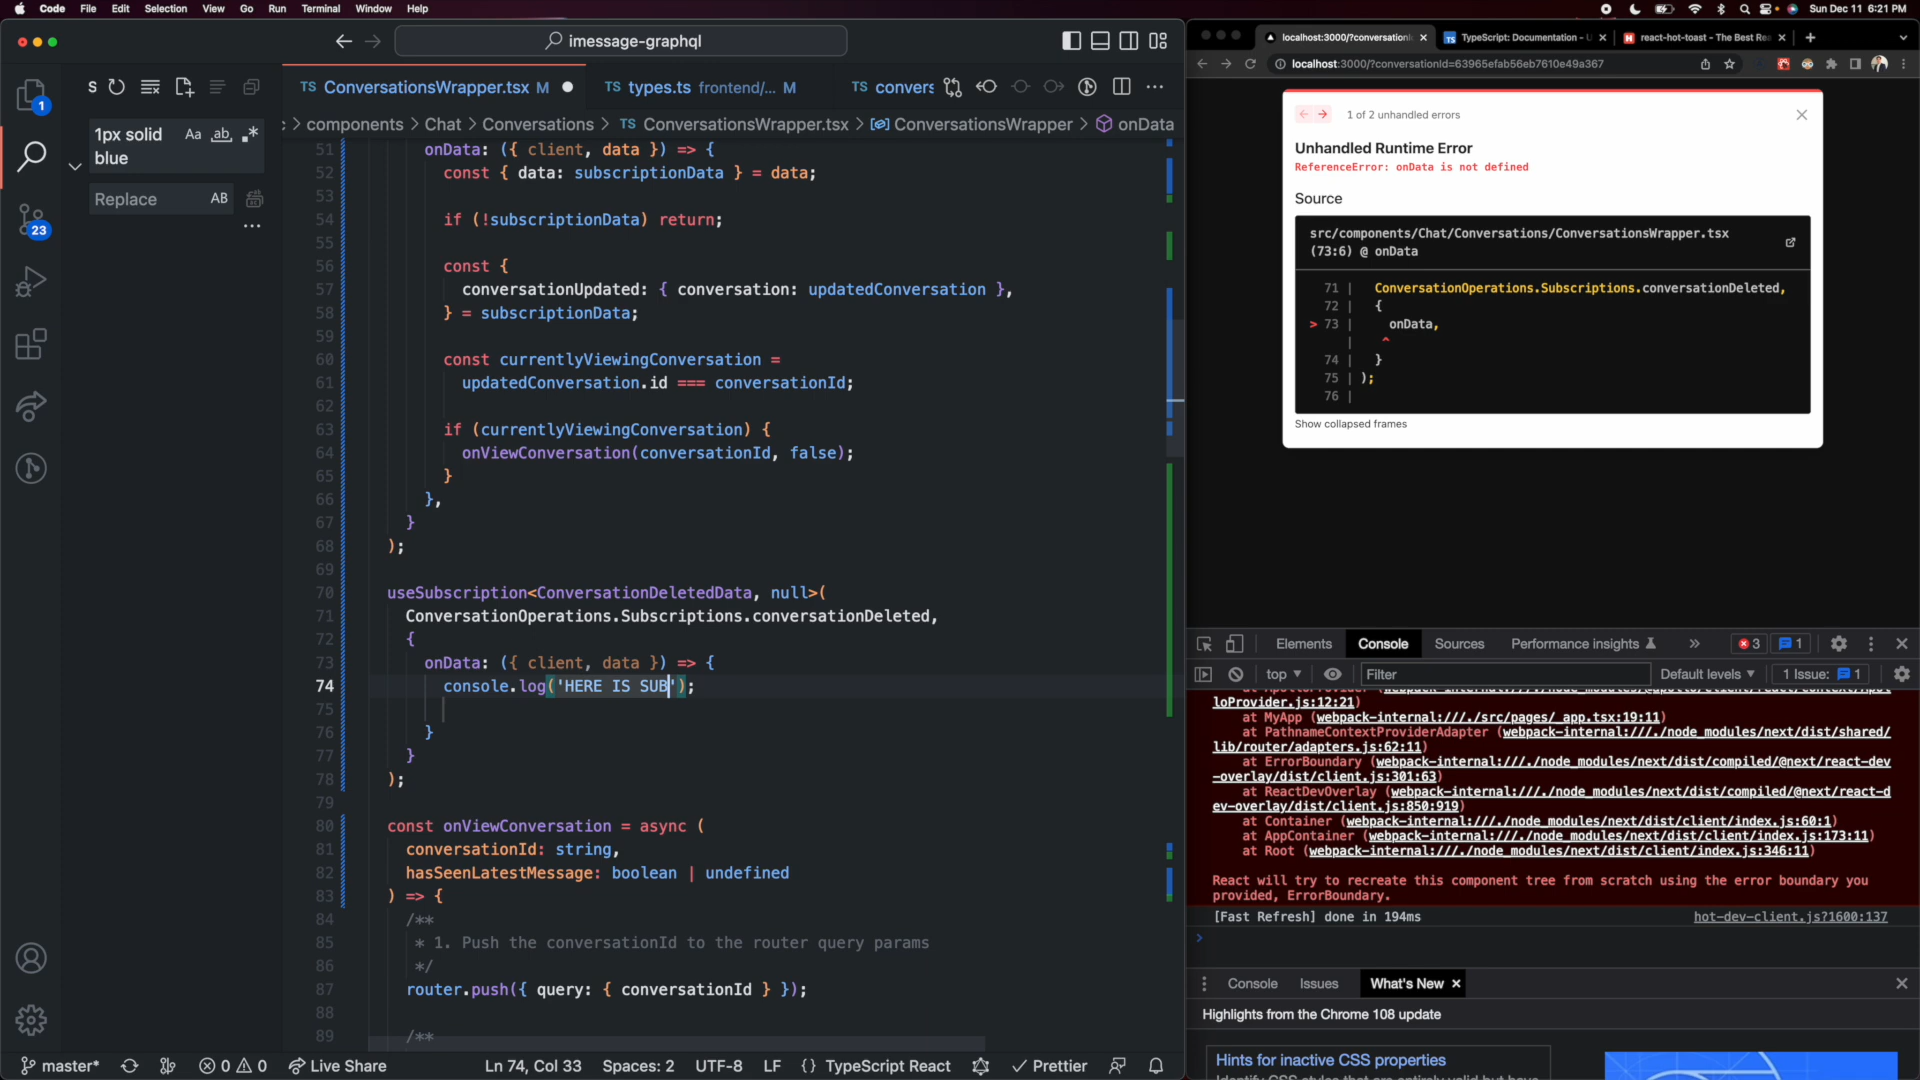 Code File Edit Selection View Go Run Terminal Window Help
Sun Dec 11 6:21 PM
imessage-graphql
S
1px solid
blue
Aa ab
Replace
AB
1
23
TS ConversationsWrapper.tsx M
TS types.ts frontend/... M
TS convers
components > Chat > Conversations > TS ConversationsWrapper.tsx > ConversationsWrapper > onData
51 onData: ({ client, data }) => {
52 const { data: subscriptionData } = data;
53
54 if (!subscriptionData) return;
55
56 const {
57 conversationUpdated: { conversation: updatedConversation },
58 } = subscriptionData;
59
60 const currentlyViewingConversation =
61 updatedConversation.id === conversationId;
62
63 if (currentlyViewingConversation) {
64 onViewConversation(conversationId, false);
65 }
66 },
67 }
68 );
69
70 useSubscription<ConversationDeletedData, null>(
71 ConversationOperations.Subscriptions.conversationDeleted,
72 {
73 onData: ({ client, data }) => {
74 console.log('HERE IS SUB');
75
76 }
77 }
78 );
79
80 const onViewConversation = async (
81 conversationId: string,
82 hasSeenLatestMessage: boolean | undefined
83 ) => {
84 /**
85 * 1. Push the conversationId to the router query params
86 */
87 router.push({ query: { conversationId } });
88
89 /**
master* 0 0 Live Share Ln 74, Col 33 Spaces: 2 UTF-8 LF {} TypeScript React Prettier
localhost:3000/?conversationI
TS TypeScript: Documentation - U
H react-hot-toast - The Best Rea
localhost:3000/?conversationId=63965efab56eb7610e49a367
1 of 2 unhandled errors
Unhandled Runtime Error
ReferenceError: onData is not defined
Source
src/components/Chat/Conversations/ConversationsWrapper.tsx
(73:6) @ onData
71 | ConversationOperations.Subscriptions.conversationDeleted,
72 | {
> 73 | onData,
| ^
74 | }
75 | );
76 |
Show collapsed frames
Elements Console Sources Performance insights 3 1
top Filter Default levels 1 Issue: 1
loProvider.js:12:21)
at MyApp (webpack-internal:///./src/pages/_app.tsx:19:11)
at PathnameContextProviderAdapter (webpack-internal:///./node_modules/next/dist/shared/
lib/router/adapters.js:62:11)
at ErrorBoundary (webpack-internal:///./node_modules/next/dist/compiled/@next/react-dev
-overlay/dist/client.js:301:63)
at ReactDevOverlay (webpack-internal:///./node_modules/next/dist/compiled/@next/react-d
ev-overlay/dist/client.js:850:919)
at Container (webpack-internal:///./node_modules/next/dist/client/index.js:60:1)
at AppContainer (webpack-internal:///./node_modules/next/dist/client/index.js:173:11)
at Root (webpack-internal:///./node_modules/next/dist/client/index.js:346:11)
React will try to recreate this component tree from scratch using the error boundary you
provided, ErrorBoundary.
[Fast Refresh] done in 194ms
hot-dev-client.js?1600:137
Console Issues What's New
Highlights from the Chrome 108 update
Hints for inactive CSS properties